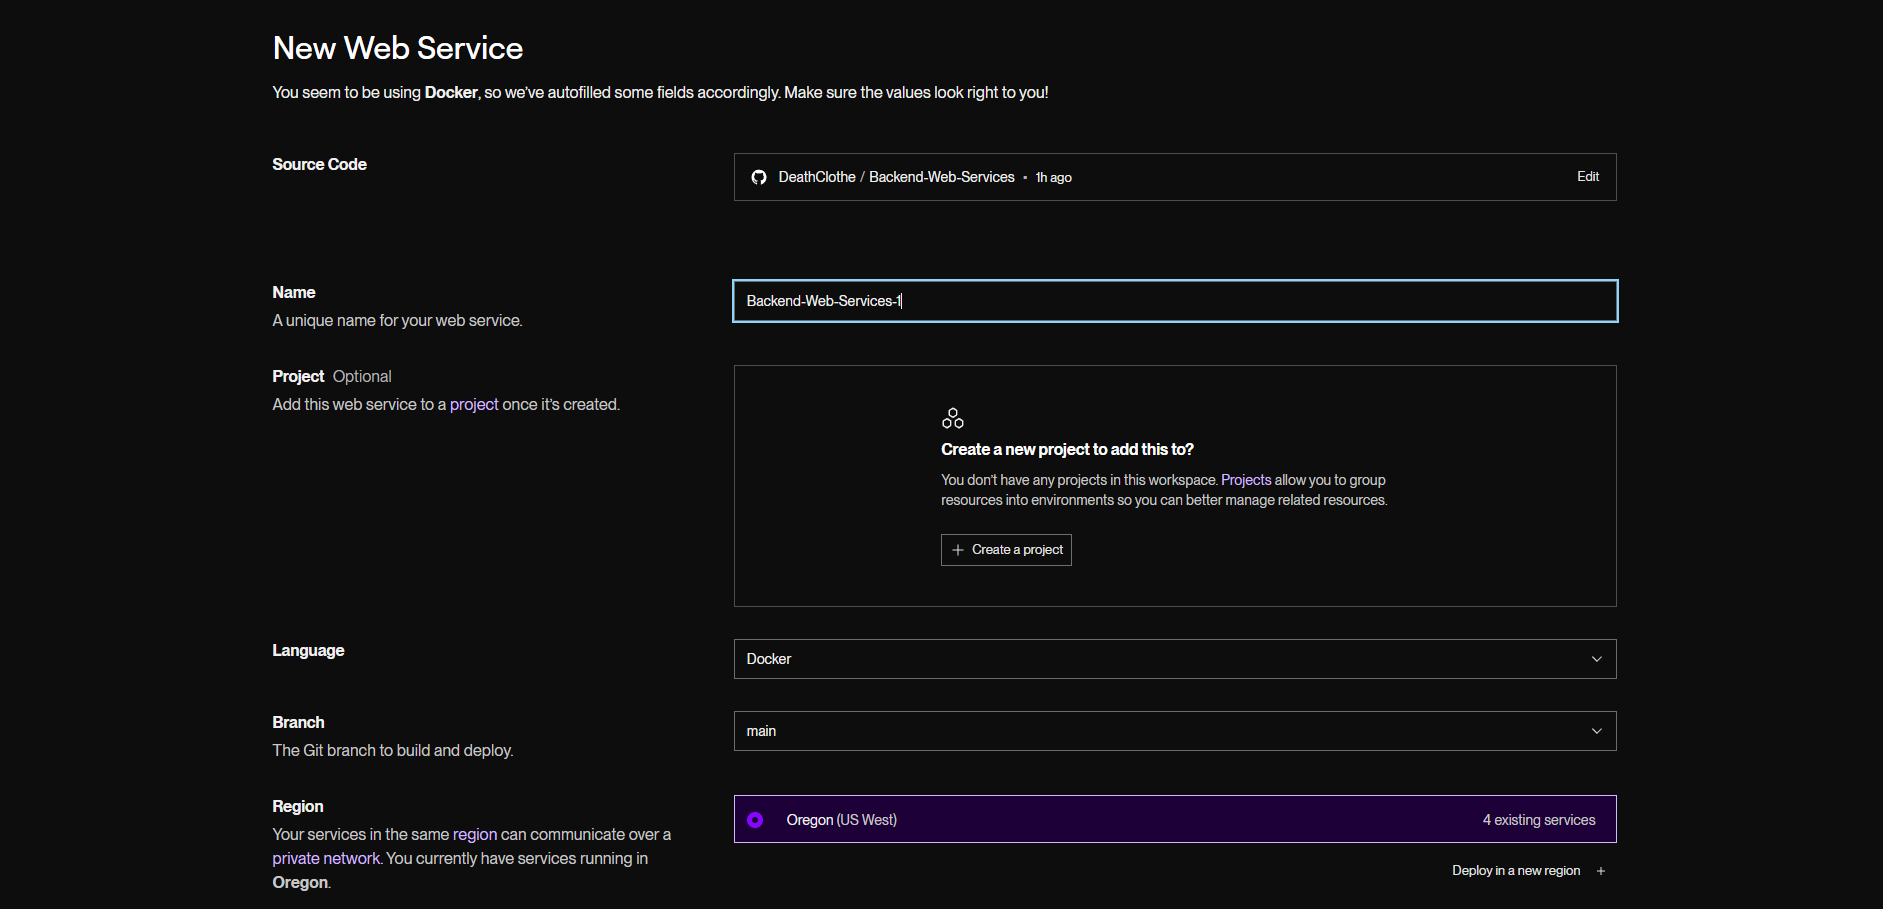 New Web Service
You seem to be using Docker, so we've autofilled some fields accordingly. Make sure the values look right to you!
Source Code
DeathClothe / Backend-Web-Services • 1h ago
Edit
Name
A unique name for your web service.
Backend-Web-Services-1
Project Optional
Add this web service to a project once it's created.
Create a new project to add this to?
You don't have any projects in this workspace. Projects allow you to group
resources into environments so you can better manage related resources.
+ Create a project
Language
Docker
Branch
The Git branch to build and deploy.
main
Region
Your services in the same region can communicate over a
private network. You currently have services running in
Oregon.
Oregon (US West)
4 existing services
Deploy in a new region +